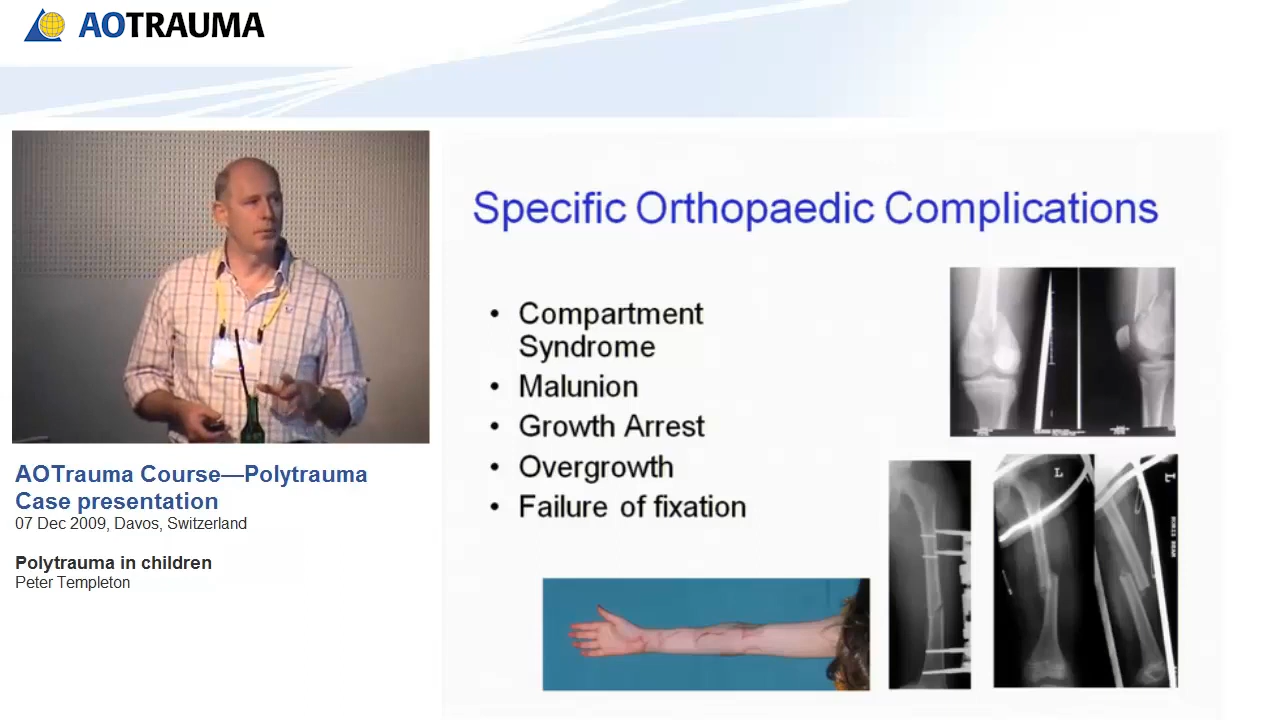 AOTRAUMA
Specific Orthopaedic Complications
• Compartment
Syndrome
• Malunion
• Growth Arrest
• Overgrowth
• Failure of fixation
L
L
AOTrauma Course—Polytrauma
Case presentation
07 Dec 2009, Davos, Switzerland
Polytrauma in children
Peter Templeton